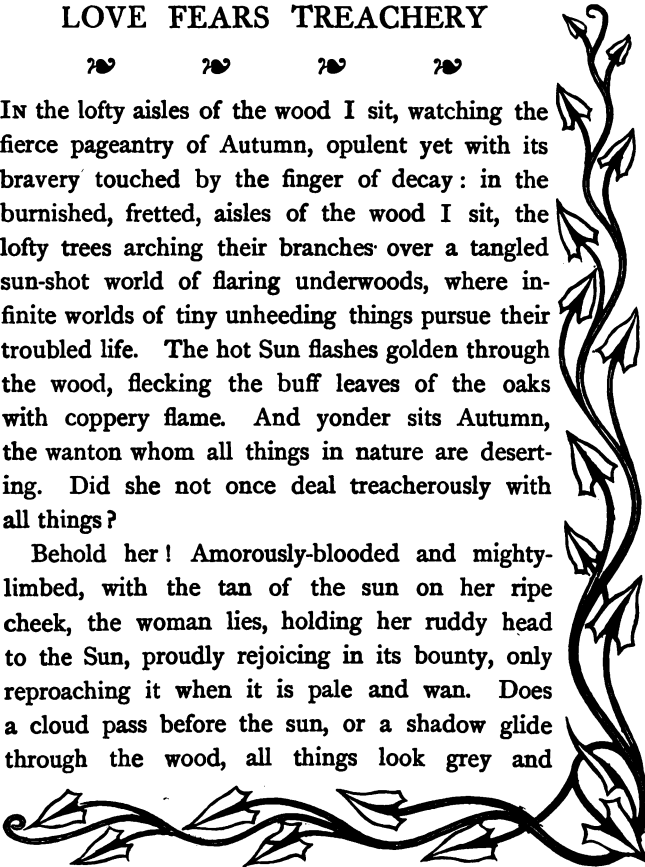 LOVE FEARS TREACHERY
In the lofty aisles of the wood I sit, watching the
fierce pageantry of Autumn, opulent yet with its
bravery touched by the finger of decay : in the
burnished, fretted, aisles of the wood I sit, the
lofty trees arching their branches over a tangled
sun-shot world of flaring underwoods, where in-
finite worlds of tiny unheeding things pursue their
troubled life. The hot Sun flashes golden through
the wood, flecking the buff leaves of the oaks
with coppery flame. And yonder sits Autumn,
the wanton whom all things in nature are desert-
ing. Did she not once deal treacherously with
all things ?
Behold her ! Amorously-blooded and mighty-
limbed, with the tan of the sun on her ripe
cheek, the woman lies, holding her ruddy head
to the Sun, proudly rejoicing in its bounty, only
reproaching it when it is pale and wan. Does
a cloud pass before the sun, or a shadow glide
through the wood, all things look grey and